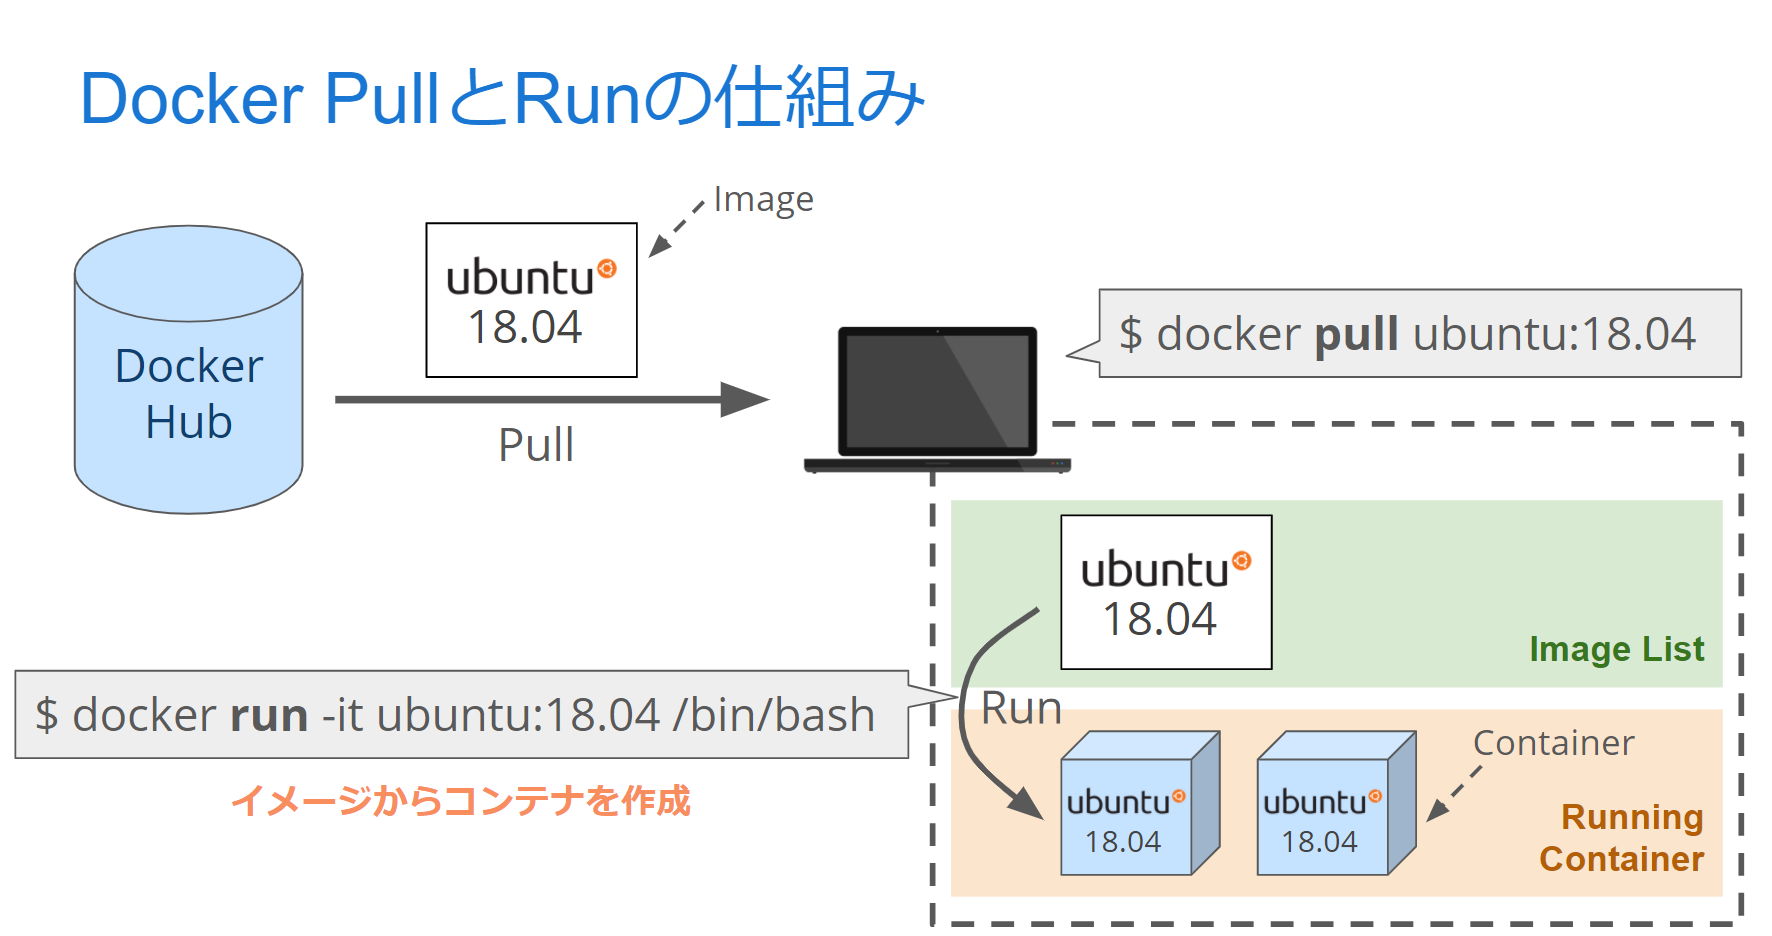 Docker PullとRunの仕組み
Image
ubuntu
18.04
Docker
Hub
Pull
$ docker pull ubuntu:18.04
ubuntu
18.04
Image List
$ docker run -it ubuntu:18.04 /bin/bash
イメージからコンテナを作成
Run
Container
ubuntu
18.04
ubuntu
18.04
Running
Container